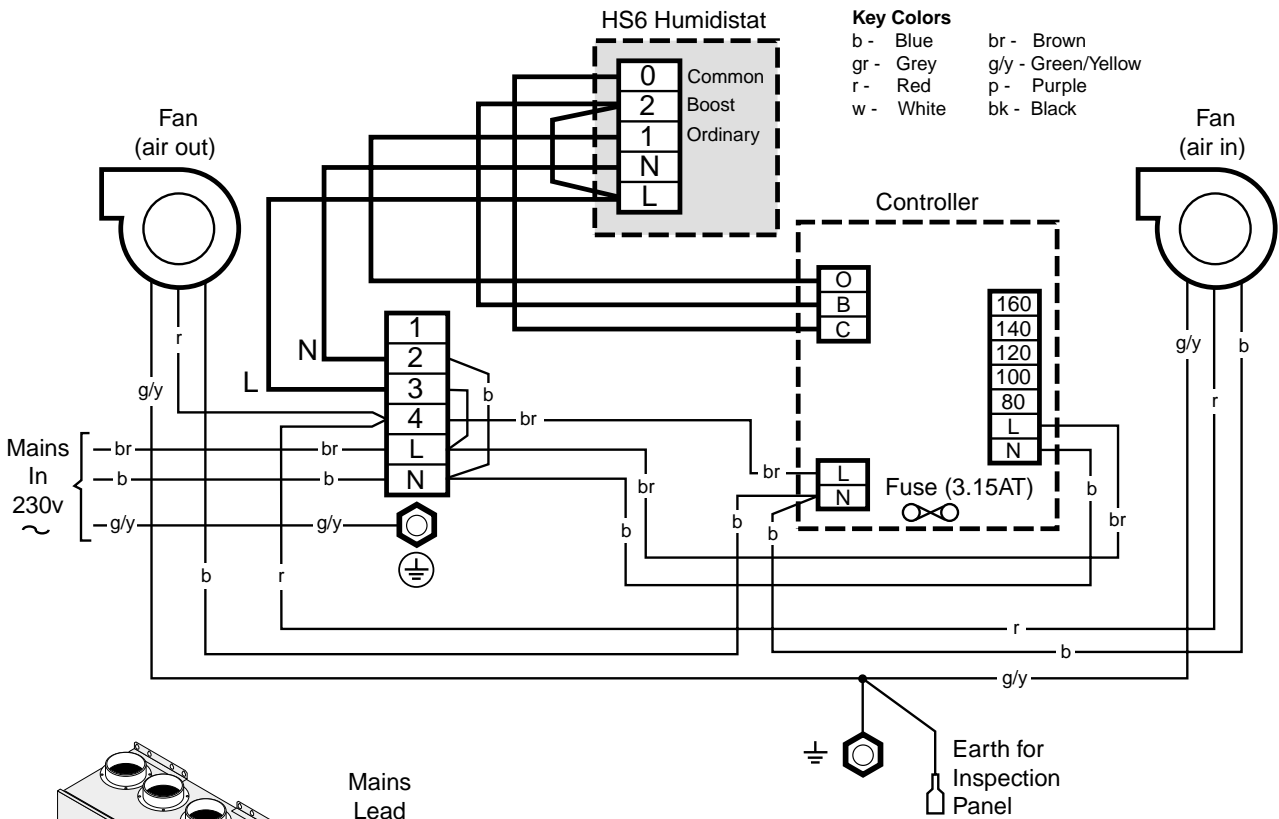 HS6 Humidistat
0 Common
2 Boost
1 Ordinary
N
L
Key Colors
b - Blue br - Brown
gr - Grey g/y - Green/Yellow
r - Red p - Purple
w - White bk - Black
Fan
(air out)
Fan
(air in)
Controller
O
B
C
160
140
120
100
80
L
N
L
N
Fuse (3.15AT)
1
2
3
4
L
N
N
L
Mains
In
230v
br
br
b
b
g/y
g/y
r
g/y
b
r
b
br
br
br
b
b
b
b
br
g/y
r
b
r
b
g/y
Earth for
Inspection
Panel
Mains
Lead